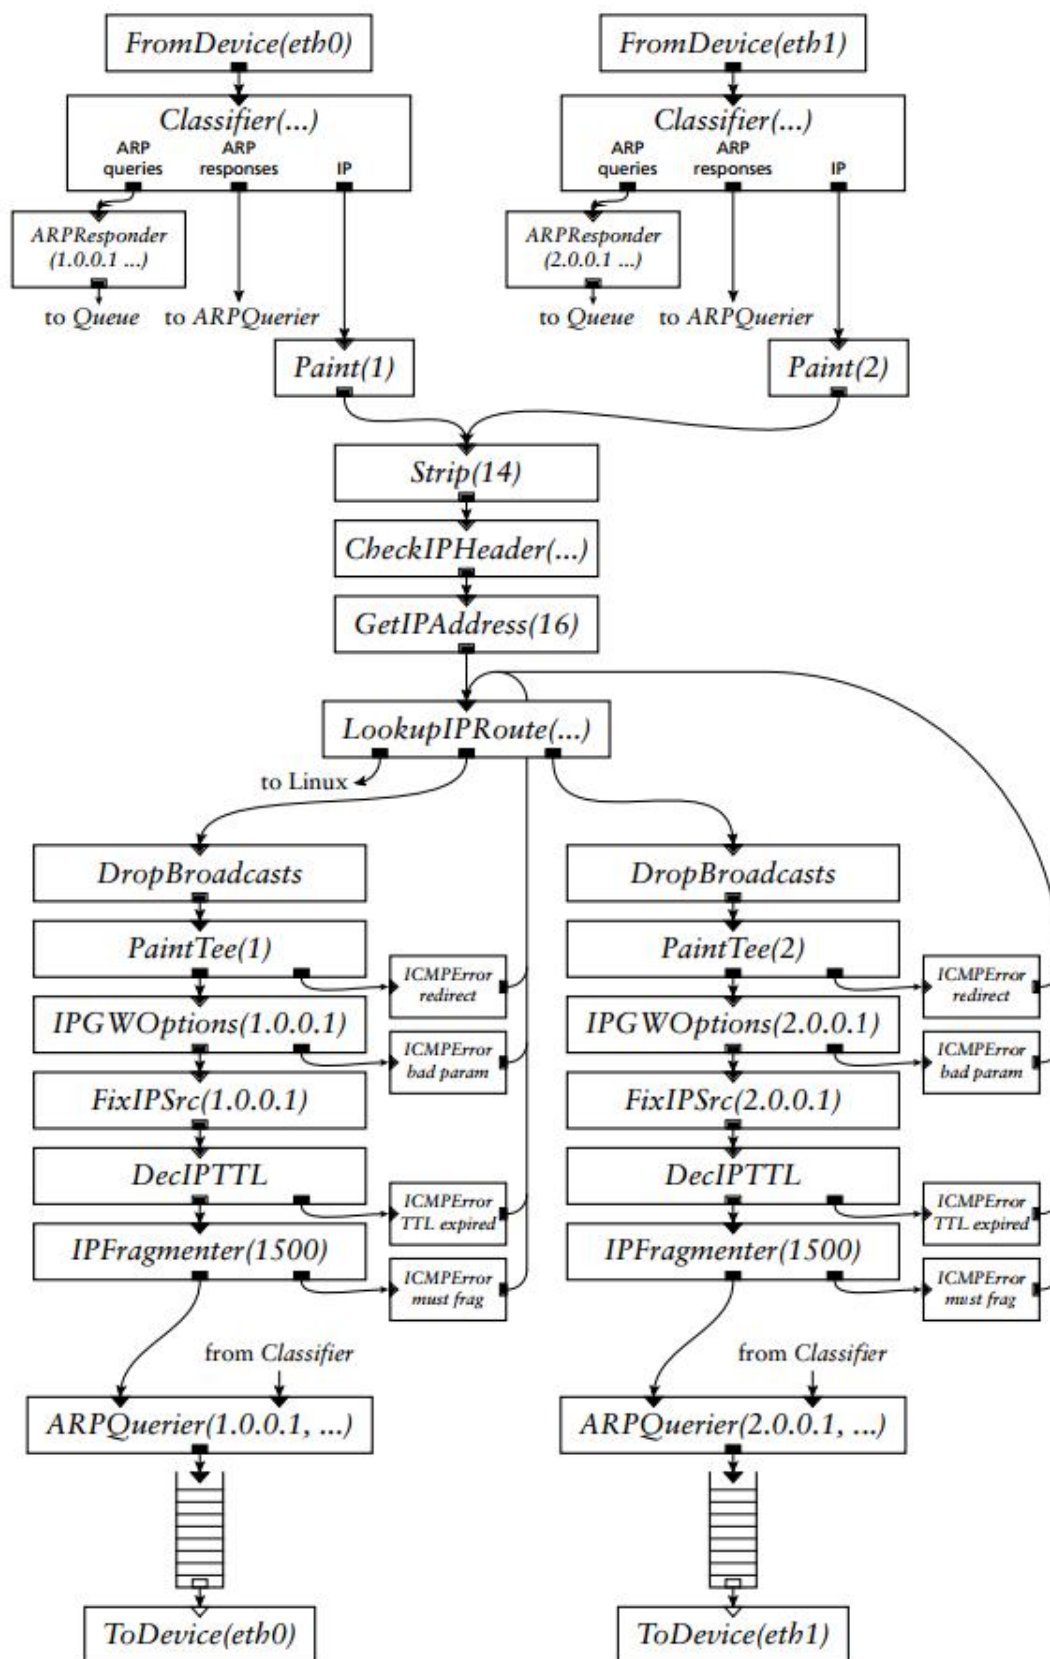 FromDevice(eth0)
FromDevice(eth1)
Classifier(...)
ARP
queries
ARP
responses
IP
Classifier(...)
ARP
queries
ARP
responses
IP
ARPResponder
(1.0.0.1 ...)
ARPResponder
(2.0.0.1 ...)
to Queue
to ARPQuerier
to Queue
to ARPQuerier
Paint(1)
Paint(2)
Strip(14)
CheckIPHeader(...)
GetIPAddress(16)
LookupIPRoute(...)
to Linux
DropBroadcasts
PaintTee(1)
ICMPError
redirect
IPGWOptions(1.0.0.1)
ICMPError
bad param
FixIPSrc(1.0.0.1)
DecIPTTL
ICMPError
TTL expired
IPFragmenter(1500)
ICMPError
must frag
from Classifier
ARPQuerier(1.0.0.1, ...)
ToDevice(eth0)
DropBroadcasts
PaintTee(2)
ICMPError
redirect
IPGWOptions(2.0.0.1)
ICMPError
bad param
FixIPSrc(2.0.0.1)
DecIPTTL
ICMPError
TTL expired
IPFragmenter(1500)
ICMPError
must frag
from Classifier
ARPQuerier(2.0.0.1, ...)
ToDevice(eth1)